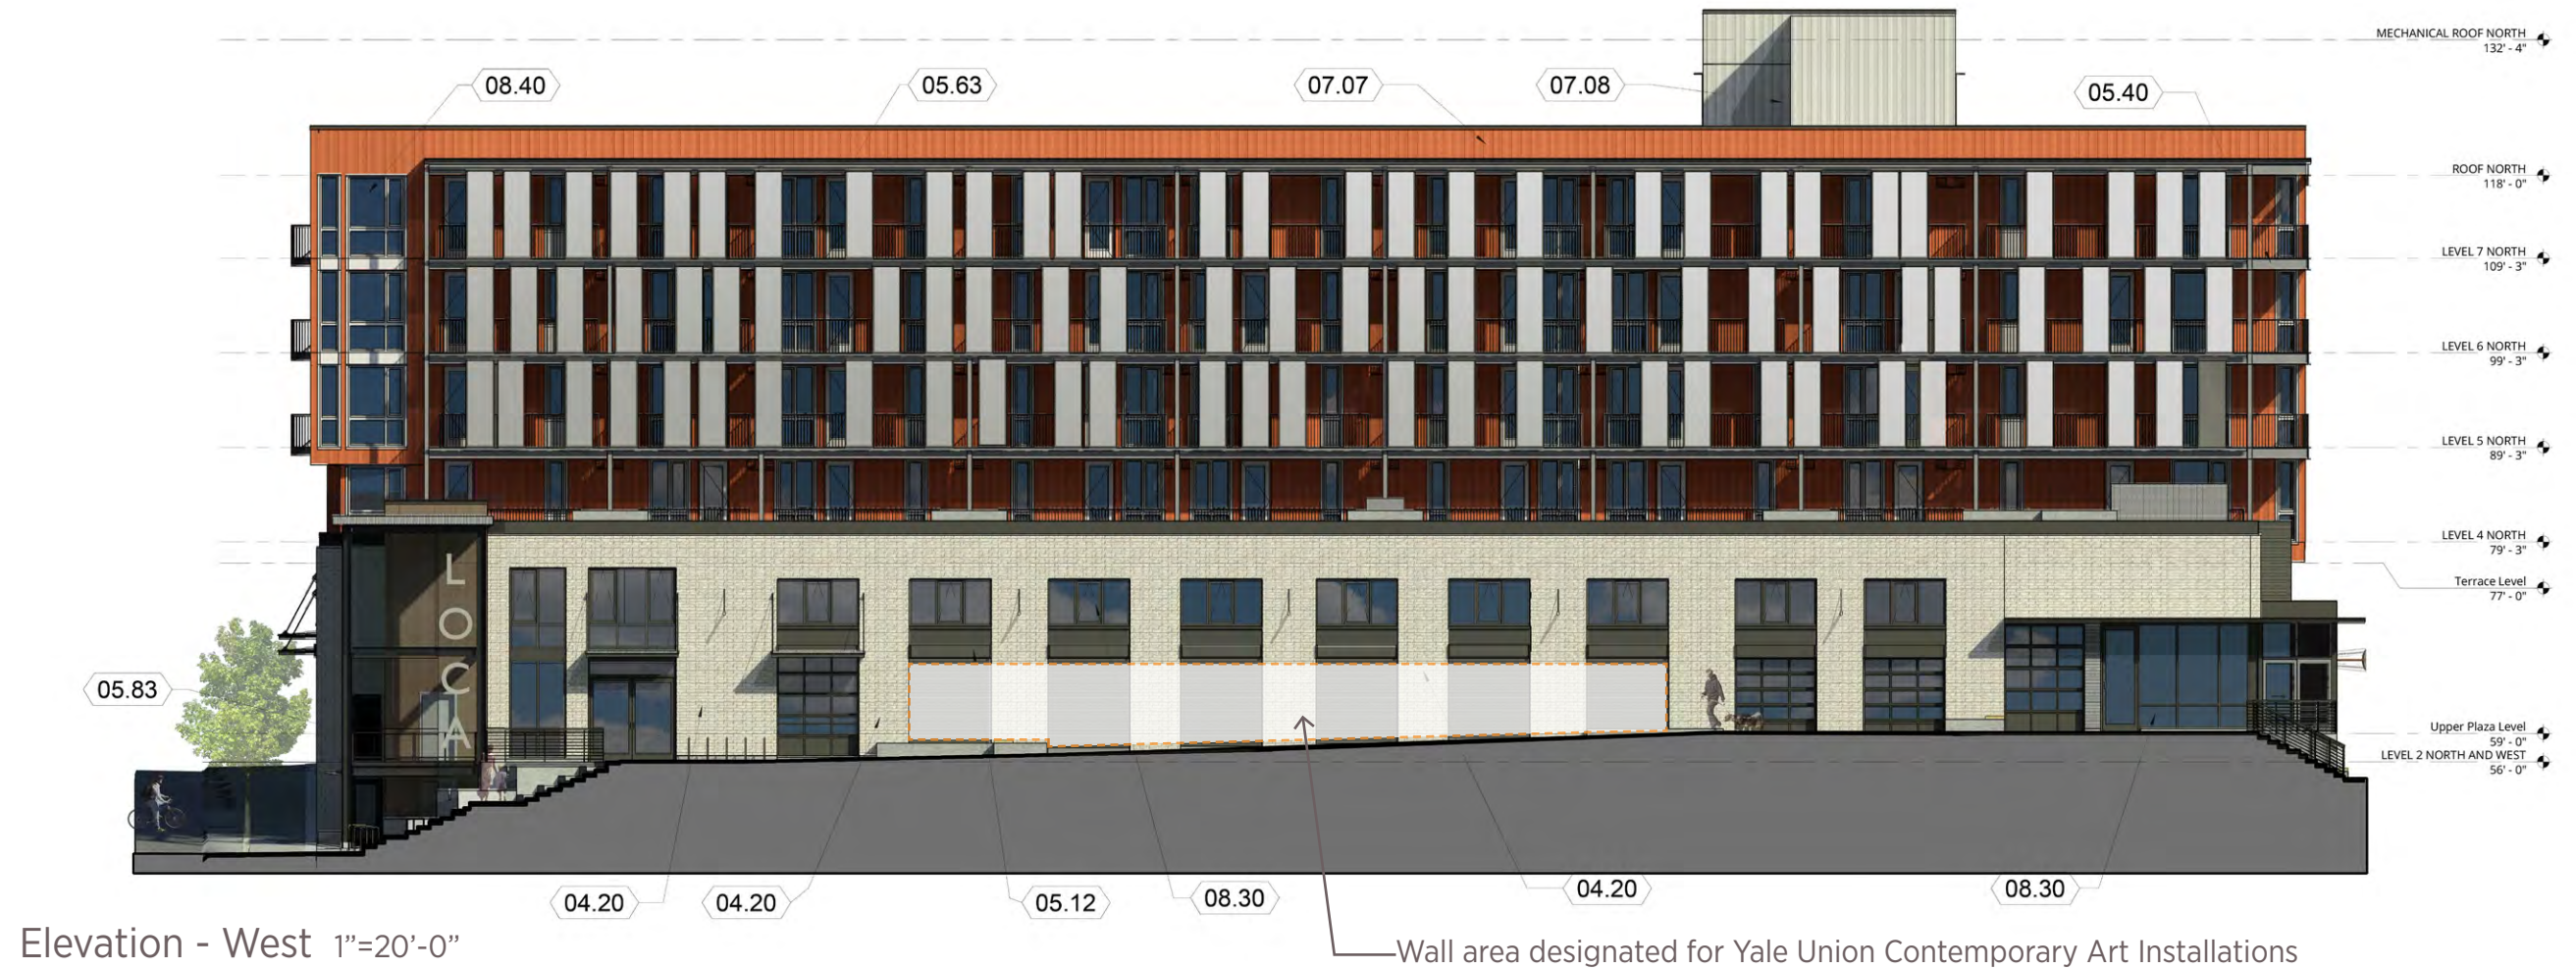 MECHANICAL ROOF NORTH
132' - 4"
08.40
05.63
07.07
07.08
05.40
ROOF NORTH
118' - 0"
LEVEL 7 NORTH
109' - 3"
LEVEL 6 NORTH
99' - 3"
LEVEL 5 NORTH
89' - 3"
LEVEL 4 NORTH
79' - 3"
Terrace Level
77' - 0"
L
O
C
A
05.83
Upper Plaza Level
59' - 0"
LEVEL 2 NORTH AND WEST
56' - 0"
04.20
04.20
05.12
08.30
04.20
08.30
Elevation - West 1”=20’-0”
Wall area designated for Yale Union Contemporary Art Installations